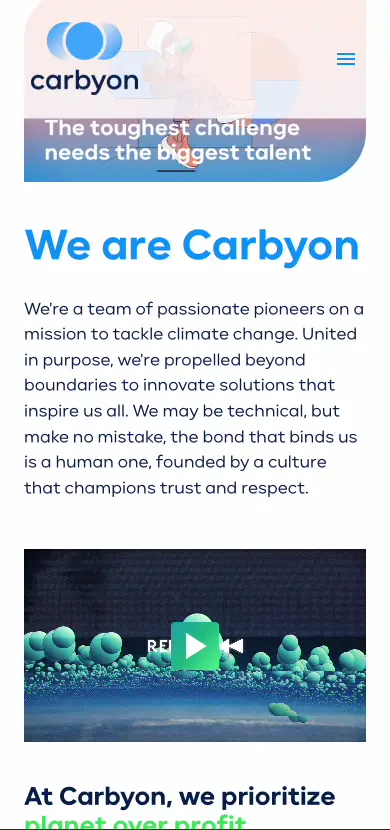 carbyon
The toughest challenge
needs the biggest talent
We are Carbyon
We're a team of passionate pioneers on a
mission to tackle climate change. United
in purpose, we're propelled beyond
boundaries to innovate solutions that
inspire us all. We may be technical, but
make no mistake, the bond that binds us
is a human one, founded by a culture
that champions trust and respect.
At Carbyon, we prioritize
planet over profit